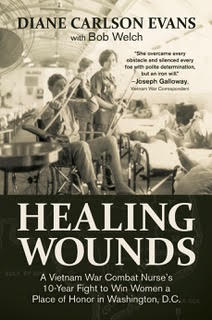 DIANE CARLSON EVANS
with BOB WELCH
"She overcame every
obstacle and silenced every
foe with polite determination,
but an iron will."
—Joseph Galloway,
Vietnam War Correspondent
HEALING
WOUNDS
A Vietnam War Combat Nurse's
10-Year Fight to Win Women a
Place of Honor in Washington, D.C.